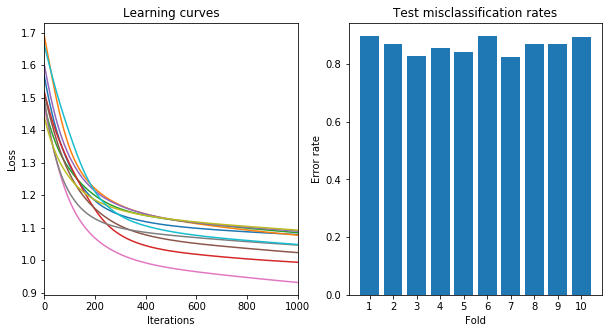 Learning curves
Loss
1.7
1.6
1.5
1.4
1.3
1.2
1.1
1.0
0.9
0 200 400 600 800 1000
Iterations
Test misclassification rates
Error rate
0.8
0.6
0.4
0.2
0.0
1 2 3 4 5 6 7 8 9 10
Fold